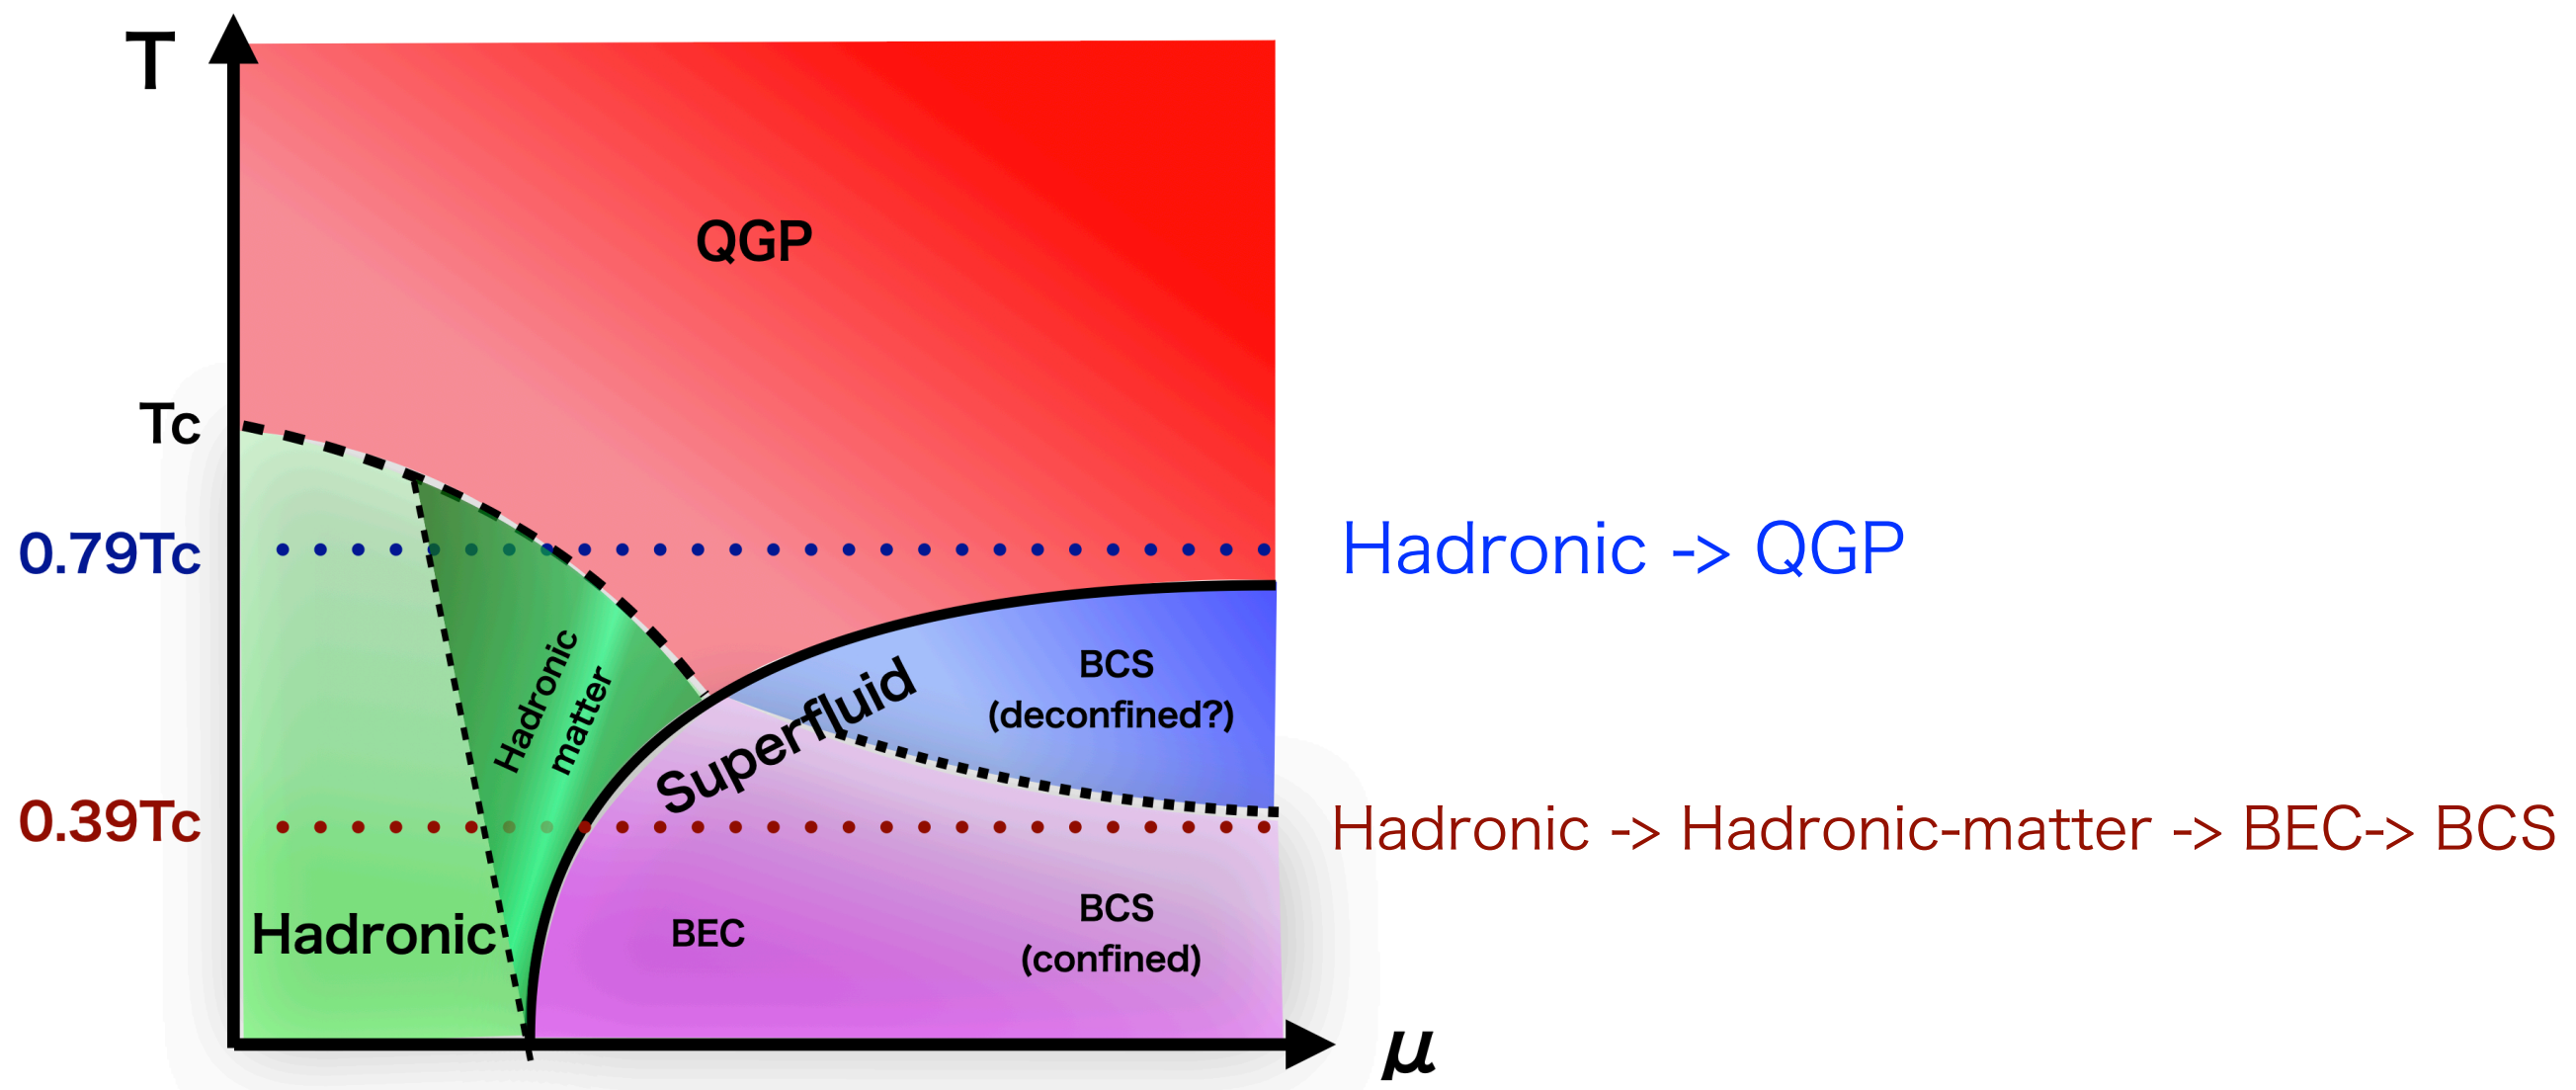 T
QGP
Tc
0.79Tc
Hadronic -> QGP
Hadronic
matter
Superfluid
BCS
(deconfined?)
0.39Tc
Hadronic -> Hadronic-matter -> BEC-> BCS
Hadronic
BEC
BCS
(confined)
μ